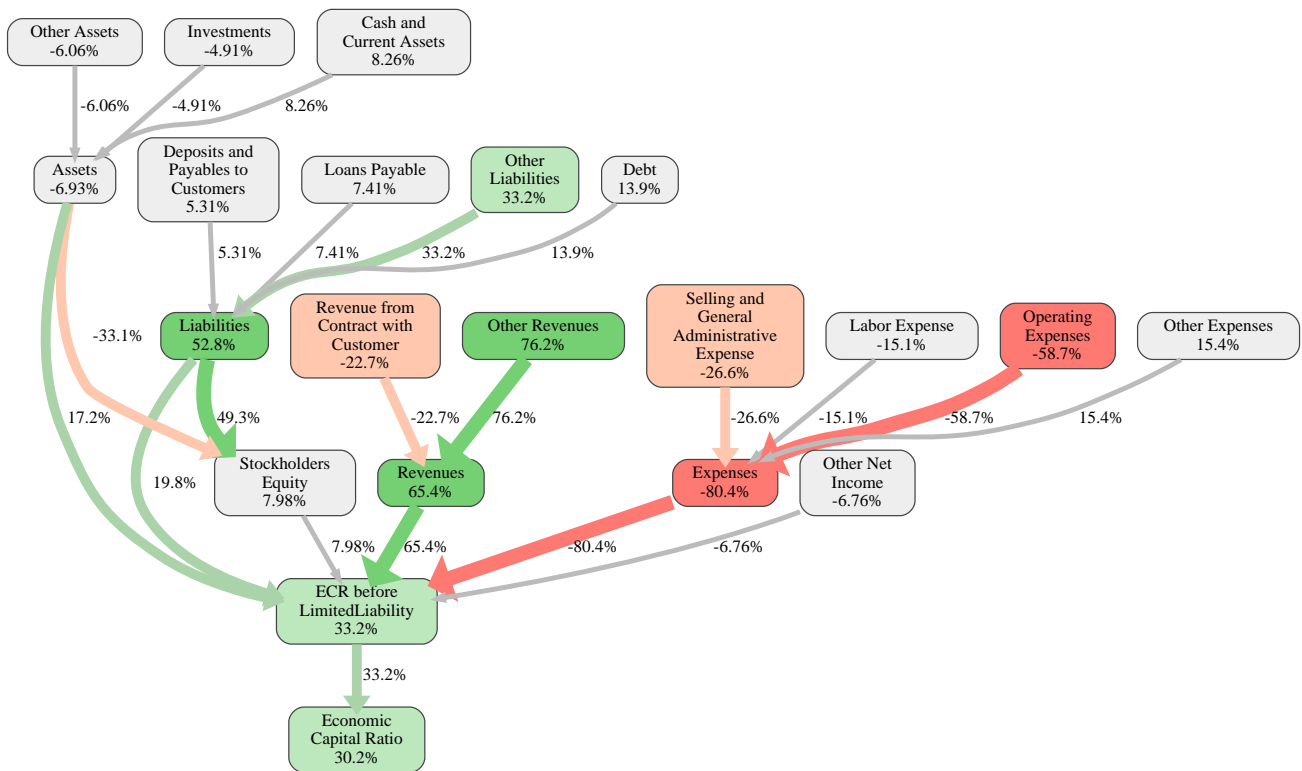 Other Assets
-6.06%
Investments
-4.91%
Cash and
Current Assets
8.26%
-6.06%
-4.91%
8.26%
Assets
-6.93%
Deposits and
Payables to
Customers
5.31%
Loans Payable
7.41%
Other
Liabilities
33.2%
Debt
13.9%
5.31%
7.41%
33.2%
13.9%
Liabilities
52.8%
Revenue from
Contract with
Customer
-22.7%
Other Revenues
76.2%
Selling and
General
Administrative
Expense
-26.6%
Labor Expense
-15.1%
Operating
Expenses
-58.7%
Other Expenses
15.4%
-33.1%
17.2%
49.3%
-22.7%
76.2%
-26.6%
-15.1%
-58.7%
15.4%
19.8%
Stockholders
Equity
7.98%
Revenues
65.4%
Expenses
-80.4%
Other Net
Income
-6.76%
7.98%
65.4%
-80.4%
-6.76%
ECR before
LimitedLiability
33.2%
33.2%
Economic
Capital Ratio
30.2%